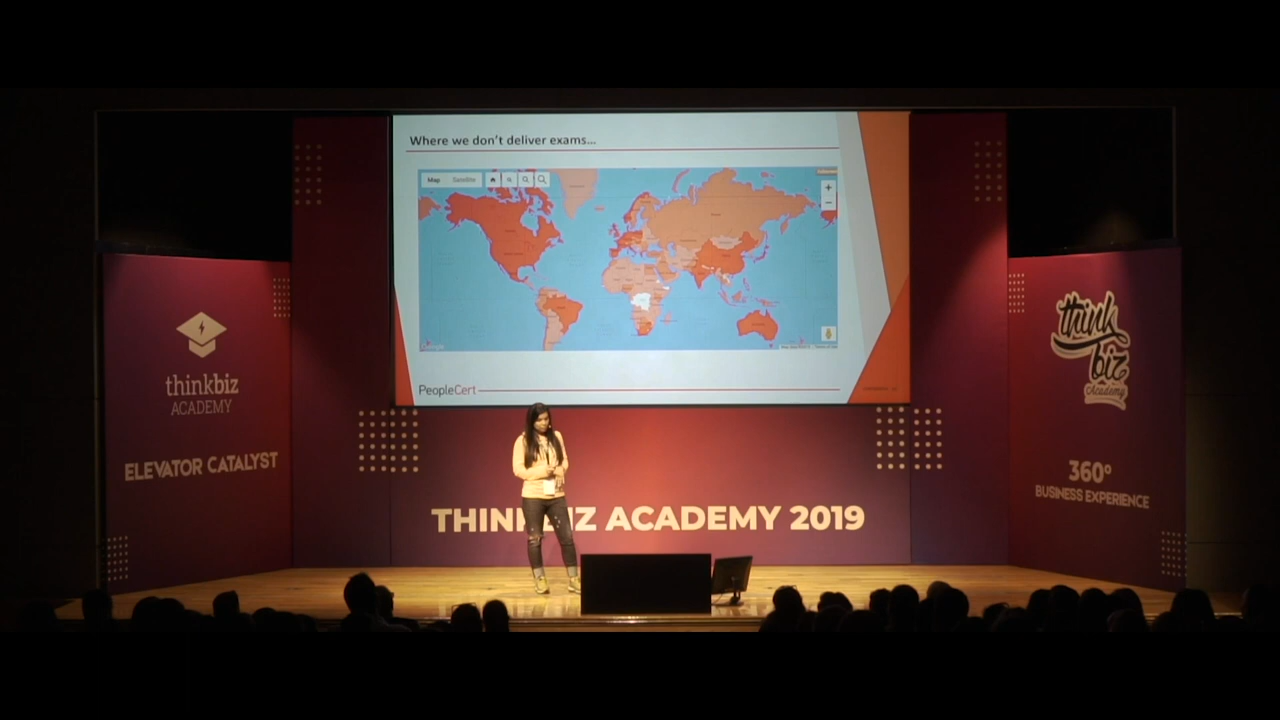 Where we don't deliver exams...
Map
Satellite
PeopleCert
thinkbiz
ACADEMY
ELEVATOR CATALYST
THINKBIZ ACADEMY 2019
think
biz
Academy
360°
BUSINESS EXPERIENCE